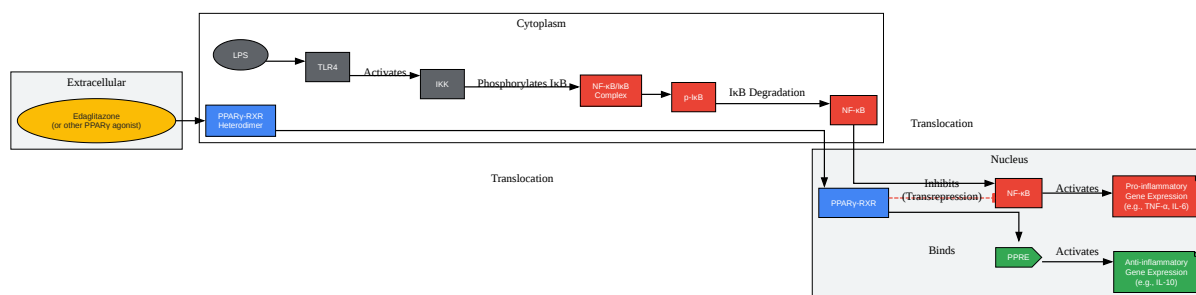 Cytoplasm
LPS
TLR4
Activates
IKK
Phosphorylates IκB
NF-κB/IκB
Complex
p-IκB
IκB Degradation
NF-κB
Extracellular
Edaglitazone
(or other PPARγ agonist)
PPARγ-RXR
Heterodimer
Translocation
Translocation
Nucleus
PPARγ-RXR
Inhibits
(Transrepression)
NF-κB
Activates
Pro-inflammatory
Gene Expression
(e.g., TNF-α, IL-6)
Binds
PPRE
Activates
Anti-inflammatory
Gene Expression
(e.g., IL-10)